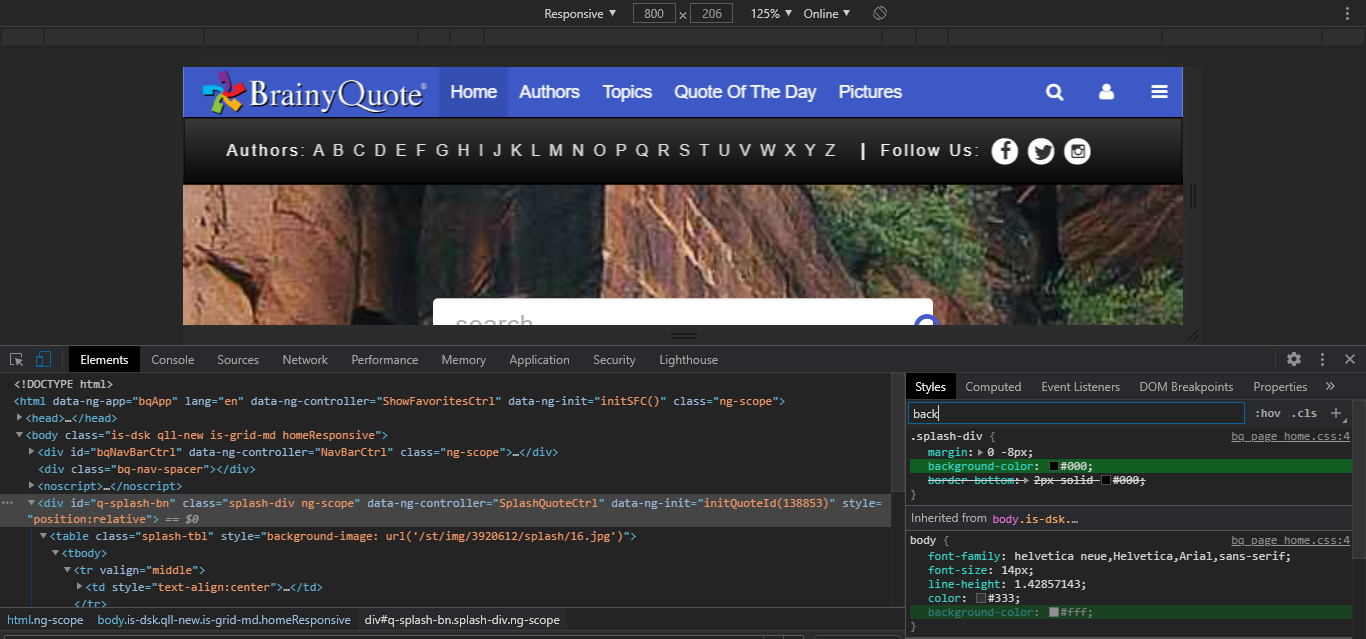 Responsive ▼ 800 × 206 125% ▼ Online ▼
BrainyQuote® Home Authors Topics Quote Of The Day Pictures
Authors: A B C D E F G H I J K L M N O P Q R S T U V W X Y Z | Follow Us:
search
Elements Console Sources Network Performance Memory Application Security Lighthouse
<!DOCTYPE html>
<html data-ng-app="bqApp" lang="en" data-ng-controller="ShowFavoritesCtrl" data-ng-init="initSFC()" class="ng-scope">
▶<head>…</head>
▼<body class="is-dsk qll-new is-grid-md homeResponsive">
▶<div id="bqNavBarCtrl" data-ng-controller="NavBarCtrl" class="ng-scope">…</div>
<div class="bq-nav-spacer"></div>
▶<noscript>…</noscript>
… ▼<div id="q-splash-bn" class="splash-div ng-scope" data-ng-controller="SplashQuoteCtrl" data-ng-init="initQuoteId(138853)" style=
"position:relative"> == $0
▼<table class="splash-tbl" style="background-image: url('/st/img/3920612/splash/16.jpg')">
▼<tbody>
▼<tr valign="middle">
▶<td style="text-align:center">…</td>
</tr>
html.ng-scope body.is-dsk.qll-new.is-grid-md.homeResponsive div#q-splash-bn.splash-div.ng-scope
Styles Computed Event Listeners DOM Breakpoints Properties »
back :hov .cls +
.splash-div { bq_page_home.css:4
margin: ▶ 0 -8px;
background-color: #000;
border-bottom: ▶ 2px solid #000;
}
Inherited from body.is-dsk.…
body { bq_page_home.css:4
font-family: helvetica neue,Helvetica,Arial,sans-serif;
font-size: 14px;
line-height: 1.42857143;
color: #333;
background-color: #fff;
}